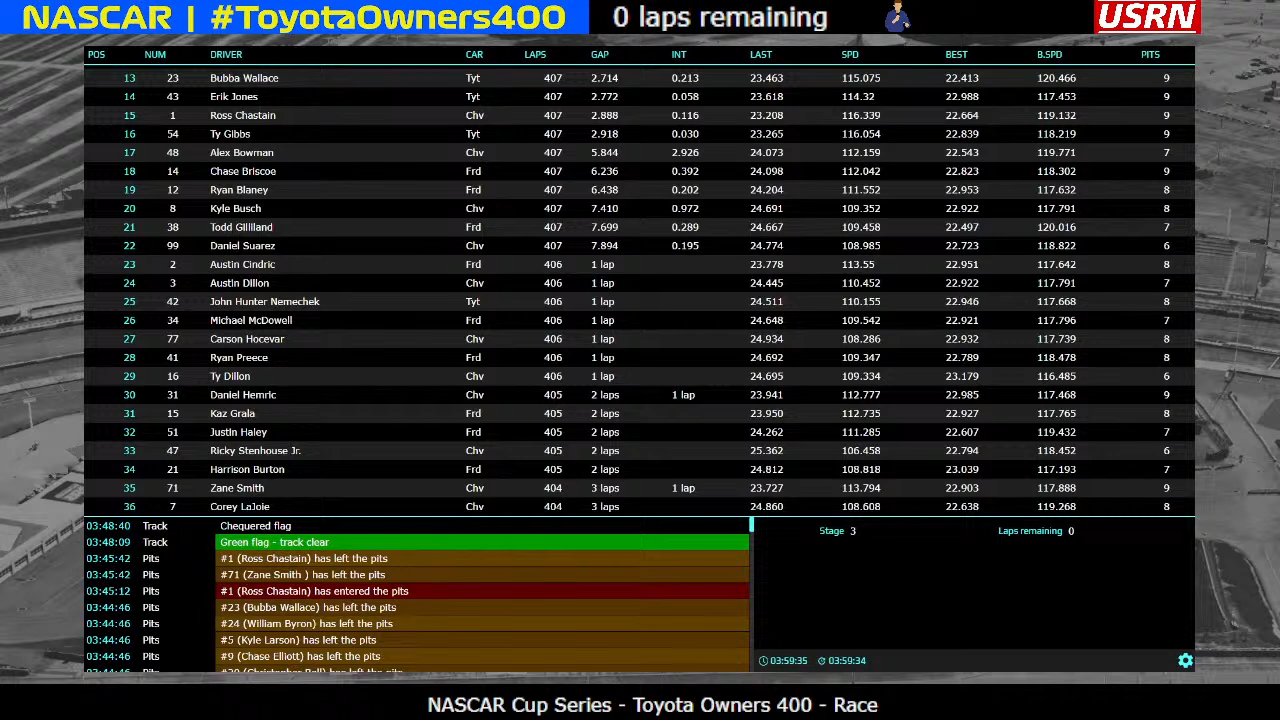 NASCAR | #ToyotaOwners400 0 laps remaining USRN
POS NUM DRIVER CAR LAPS GAP INT LAST SPD BEST B.SPD PITS
13 23 Bubba Wallace Tyt 407 2.714 0.213 23.463 115.075 22.413 120.466 9
14 43 Erik Jones Tyt 407 2.772 0.058 23.618 114.32 22.988 117.453 9
15 1 Ross Chastain Chv 407 2.888 0.116 23.208 116.339 22.664 119.132 9
16 54 Ty Gibbs Tyt 407 2.918 0.030 23.265 116.054 22.839 118.219 9
17 48 Alex Bowman Chv 407 5.844 2.926 24.073 112.159 22.543 119.771 7
18 14 Chase Briscoe Frd 407 6.236 0.392 24.098 112.042 22.823 118.302 9
19 12 Ryan Blaney Frd 407 6.438 0.202 24.204 111.552 22.953 117.632 8
20 8 Kyle Busch Chv 407 7.410 0.972 24.691 109.352 22.922 117.791 8
21 38 Todd Gilliland Frd 407 7.699 0.289 24.667 109.458 22.497 120.016 7
22 99 Daniel Suarez Chv 407 7.894 0.195 24.774 108.985 22.723 118.822 6
23 2 Austin Cindric Frd 406 1 lap 23.778 113.55 22.951 117.642 8
24 3 Austin Dillon Chv 406 1 lap 24.445 110.452 22.922 117.791 7
25 42 John Hunter Nemechek Tyt 406 1 lap 24.511 110.155 22.946 117.668 8
26 34 Michael McDowell Frd 406 1 lap 24.648 109.542 22.921 117.796 7
27 77 Carson Hocevar Chv 406 1 lap 24.934 108.286 22.932 117.739 8
28 41 Ryan Preece Frd 406 1 lap 24.692 109.347 22.789 118.478 8
29 16 Ty Dillon Chv 406 1 lap 24.695 109.334 23.179 116.485 6
30 31 Daniel Hemric Chv 405 2 laps 1 lap 23.941 112.777 22.985 117.468 9
31 15 Kaz Grala Frd 405 2 laps 23.950 112.735 22.927 117.765 8
32 51 Justin Haley Frd 405 2 laps 24.262 111.285 22.607 119.432 7
33 47 Ricky Stenhouse Jr. Chv 405 2 laps 25.362 106.458 22.794 118.452 6
34 21 Harrison Burton Frd 405 2 laps 24.812 108.818 23.039 117.193 7
35 71 Zane Smith Chv 404 3 laps 1 lap 23.727 113.794 22.903 117.888 9
36 7 Corey LaJoie Chv 404 3 laps 24.860 108.608 22.638 119.268 8
03:48:40 Track Chequered flag
03:48:09 Track Green flag - track clear
03:45:42 Pits #1 (Ross Chastain) has left the pits
03:45:42 Pits #71 (Zane Smith ) has left the pits
03:45:12 Pits #1 (Ross Chastain) has entered the pits
03:44:46 Pits #23 (Bubba Wallace) has left the pits
03:44:46 Pits #24 (William Byron) has left the pits
03:44:46 Pits #5 (Kyle Larson) has left the pits
03:44:46 Pits #9 (Chase Elliott) has left the pits
Stage 3 Laps remaining 0
03:59:35 03:59:34
NASCAR Cup Series - Toyota Owners 400 - Race